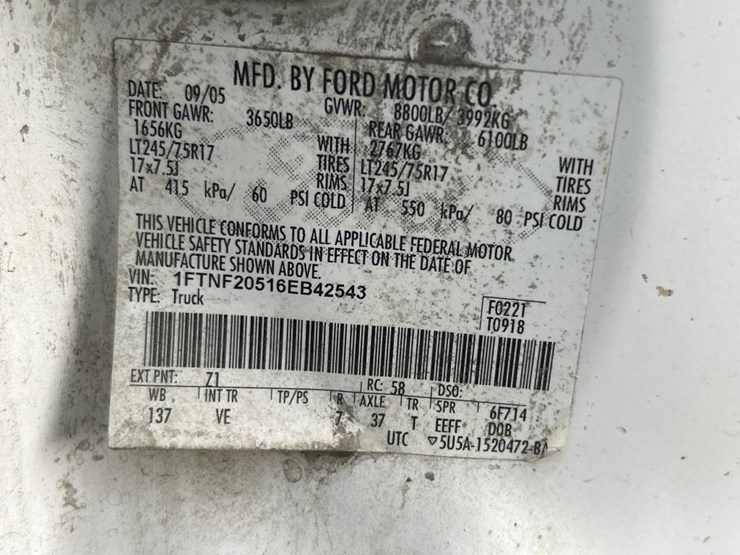 MFD. BY FORD MOTOR CO.
DATE: 09/05 GVWR: 8800LB/ 3992KG
FRONT GAWR: 3650LB REAR GAWR: 6100LB
1656KG WITH 2767KG WITH
LT245/75R17 TIRES LT245/75R17 TIRES
17x7.5J RIMS 17x7.5J RIMS
AT 415 kPa/ 60 PSI COLD AT 550 kPa/ 80 PSI COLD
THIS VEHICLE CONFORMS TO ALL APPLICABLE FEDERAL MOTOR
VEHICLE SAFETY STANDARDS IN EFFECT ON THE DATE OF
MANUFACTURE SHOWN ABOVE.
VIN: 1FTNF20516EB42543
TYPE: Truck
F0221
T0918
EXT PNT: Z1 RC: 58 DSO:
WB INT TR TP/PS R AXLE TR SPR 6F714
137 VE 7 37 T EEFF DOB
UTC ▽5U5A-1520472-BA